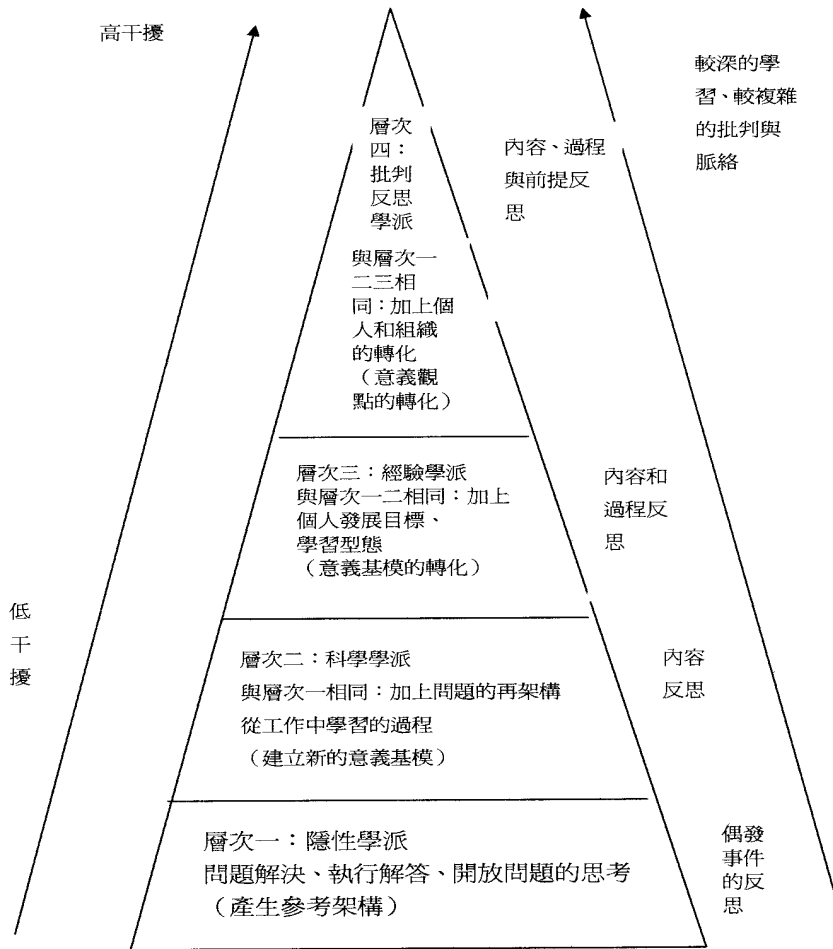 高干擾
較深的學
習、較複雜
的批判與
脈絡
層次
四：
批判
反思
學派
內容、過程
與前提反
思
與層次一
二三相
同：加上個
人和組織
的轉化
（意義觀
點的轉化）
層次三：經驗學派
與層次一二相同：加上
個人發展目標、
學習型態
（意義基模的轉化）
內容和
過程反
思
低
干
擾
層次二：科學學派
與層次一相同：加上問題的再架構
從工作中學習的過程
（建立新的意義基模）
內容
反思
層次一：隱性學派
問題解決、執行解答、開放問題的思考
（產生參考架構）
偶發
事件
的反
思